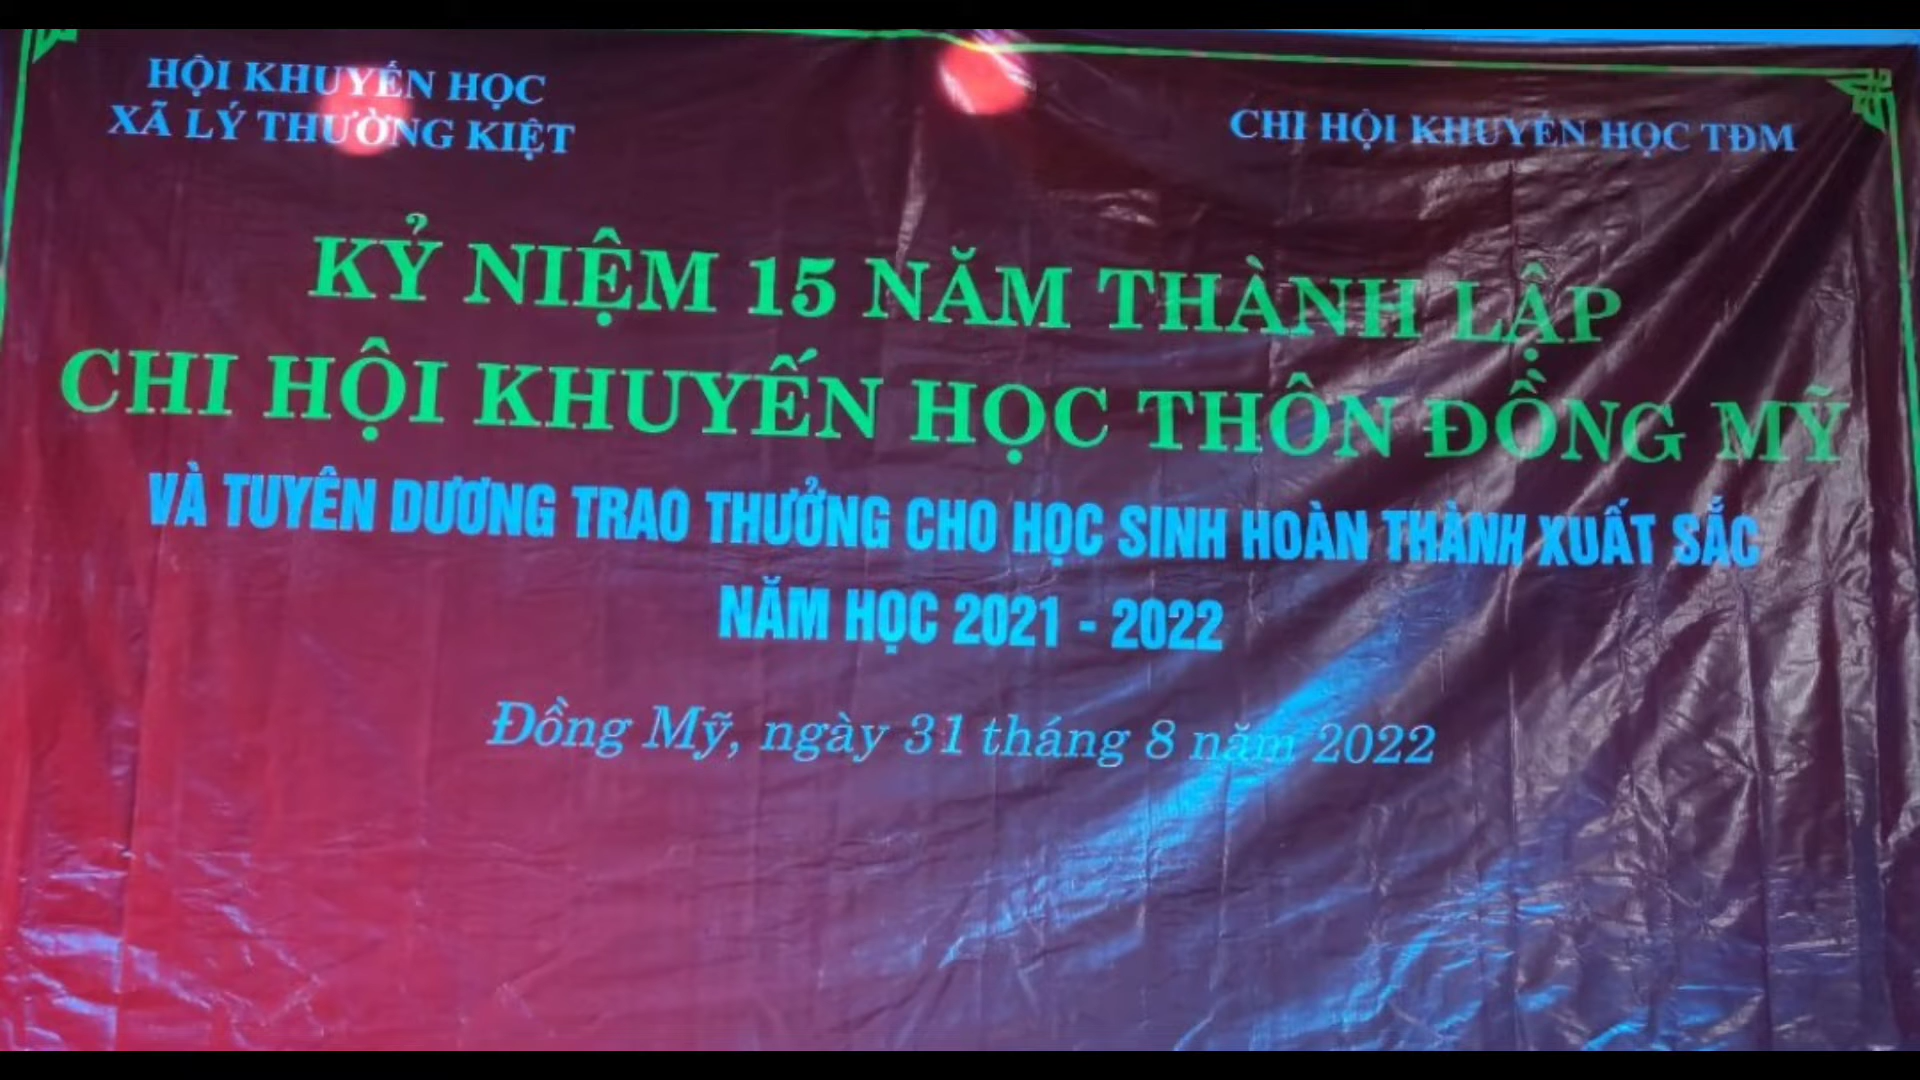 HỘI KHUYẾN HỌC
XÃ LÝ THƯỜNG KIỆT
CHI HỘI KHUYẾN HỌC TĐM
KỶ NIỆM 15 NĂM THÀNH LẬP
CHI HỘI KHUYẾN HỌC THÔN ĐỒNG MỸ
VÀ TUYÊN DƯƠNG TRAO THƯỞNG CHO HỌC SINH HOÀN THÀNH XUẤT SẮC
NĂM HỌC 2021 - 2022
Đồng Mỹ, ngày 31 tháng 8 năm 2022